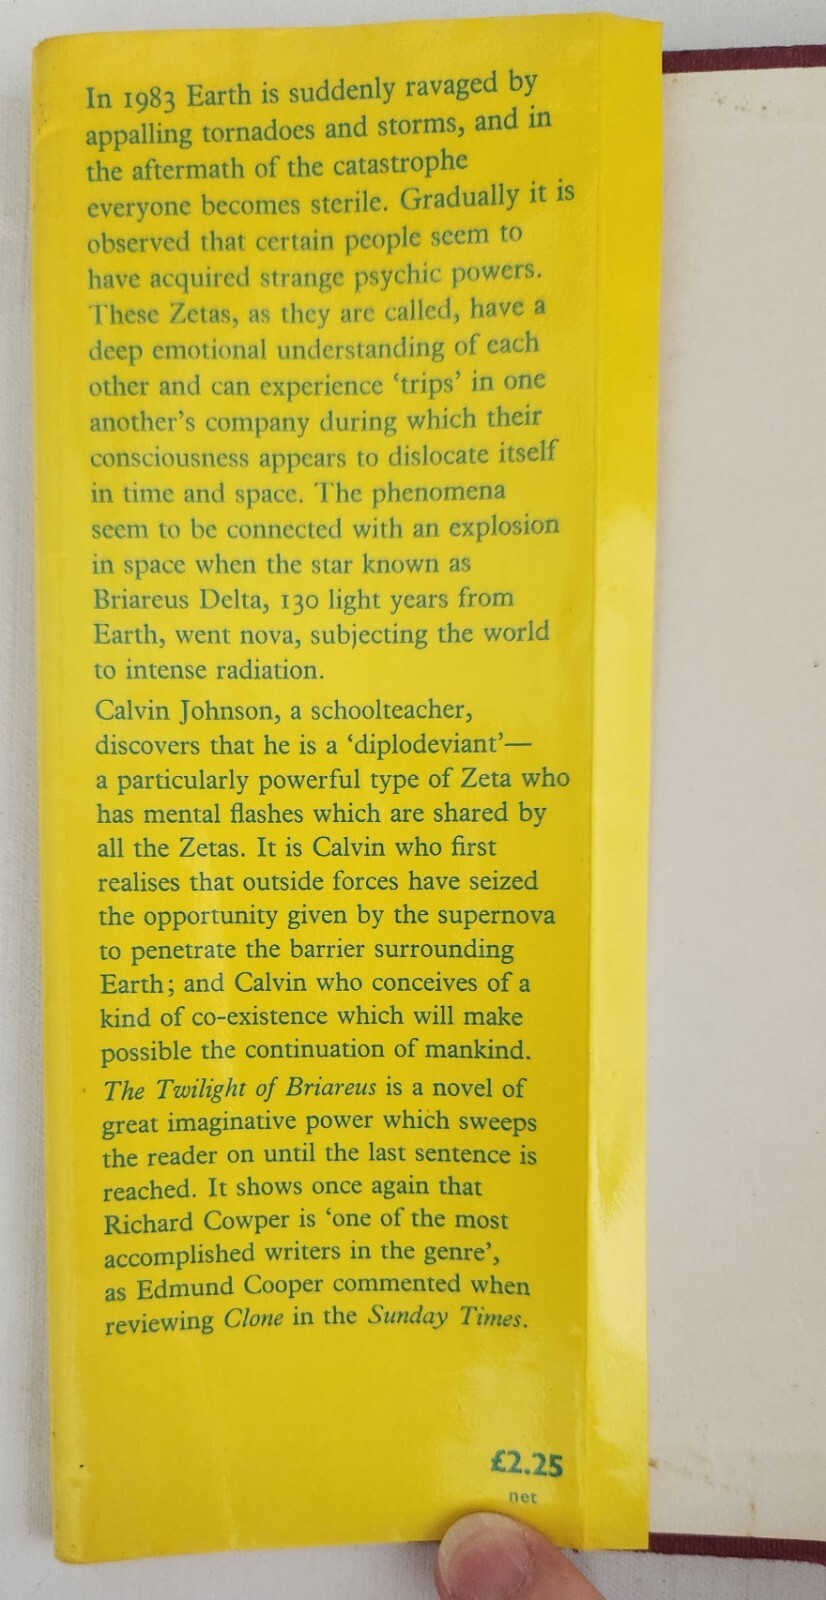 In 1983 Earth is suddenly ravaged by
appalling tornadoes and storms, and in
the aftermath of the catastrophe
everyone becomes sterile. Gradually it is
observed that certain people seem to
have acquired strange psychic powers.
These Zetas, as they are called, have a
deep emotional understanding of each
other and can experience ‘trips’ in one
another’s company during which their
consciousness appears to dislocate itself
in time and space. The phenomena
seem to be connected with an explosion
in space when the star known as
Briareus Delta, 130 light years from
Earth, went nova, subjecting the world
to intense radiation.
Calvin Johnson, a schoolteacher,
discovers that he is a ‘diplodeviant’—
a particularly powerful type of Zeta who
has mental flashes which are shared by
all the Zetas. It is Calvin who first
realises that outside forces have seized
the opportunity given by the supernova
to penetrate the barrier surrounding
Earth; and Calvin who conceives of a
kind of co-existence which will make
possible the continuation of mankind.
The Twilight of Briareus is a novel of
great imaginative power which sweeps
the reader on until the last sentence is
reached. It shows once again that
Richard Cowper is ‘one of the most
accomplished writers in the genre’,
as Edmund Cooper commented when
reviewing Clone in the Sunday Times.
£2.25
net